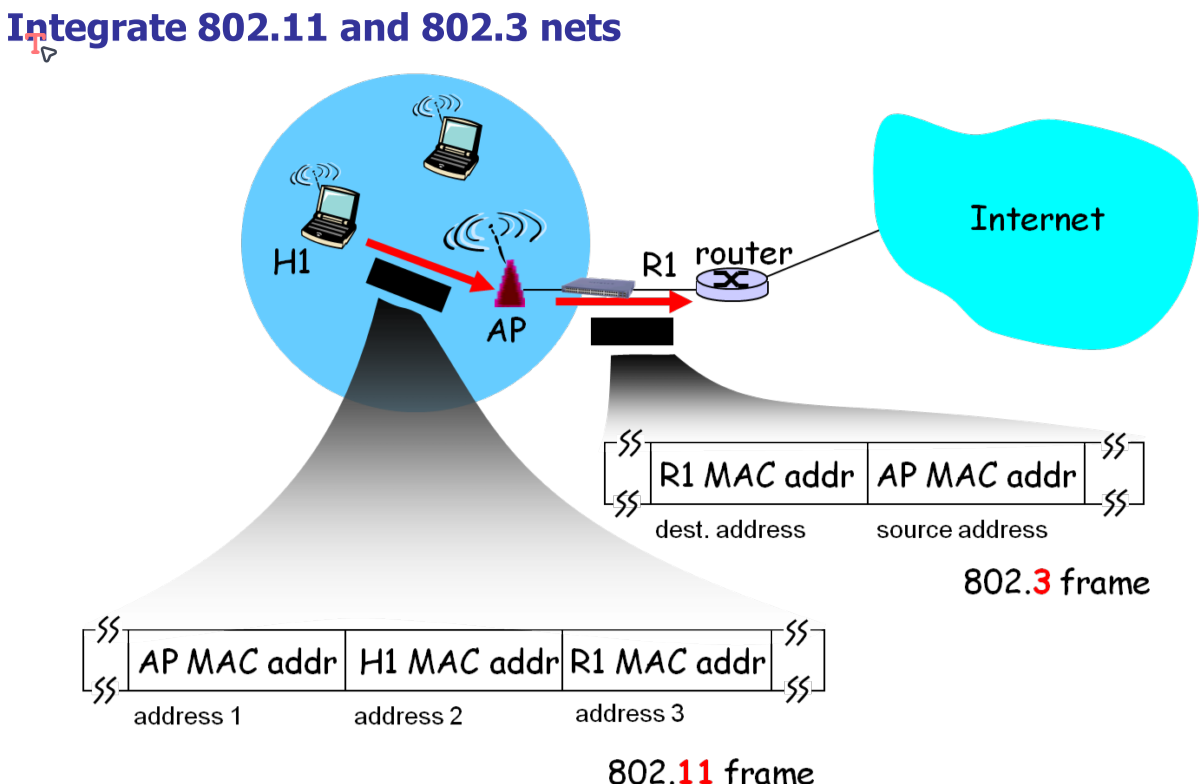 Integrate 802.11 and 802.3 nets
H1
AP
R1
router
Internet
R1 MAC addr
AP MAC addr
dest. address
source address
802.3 frame
AP MAC addr
H1 MAC addr
R1 MAC addr
address 1
address 2
address 3
802.11 frame